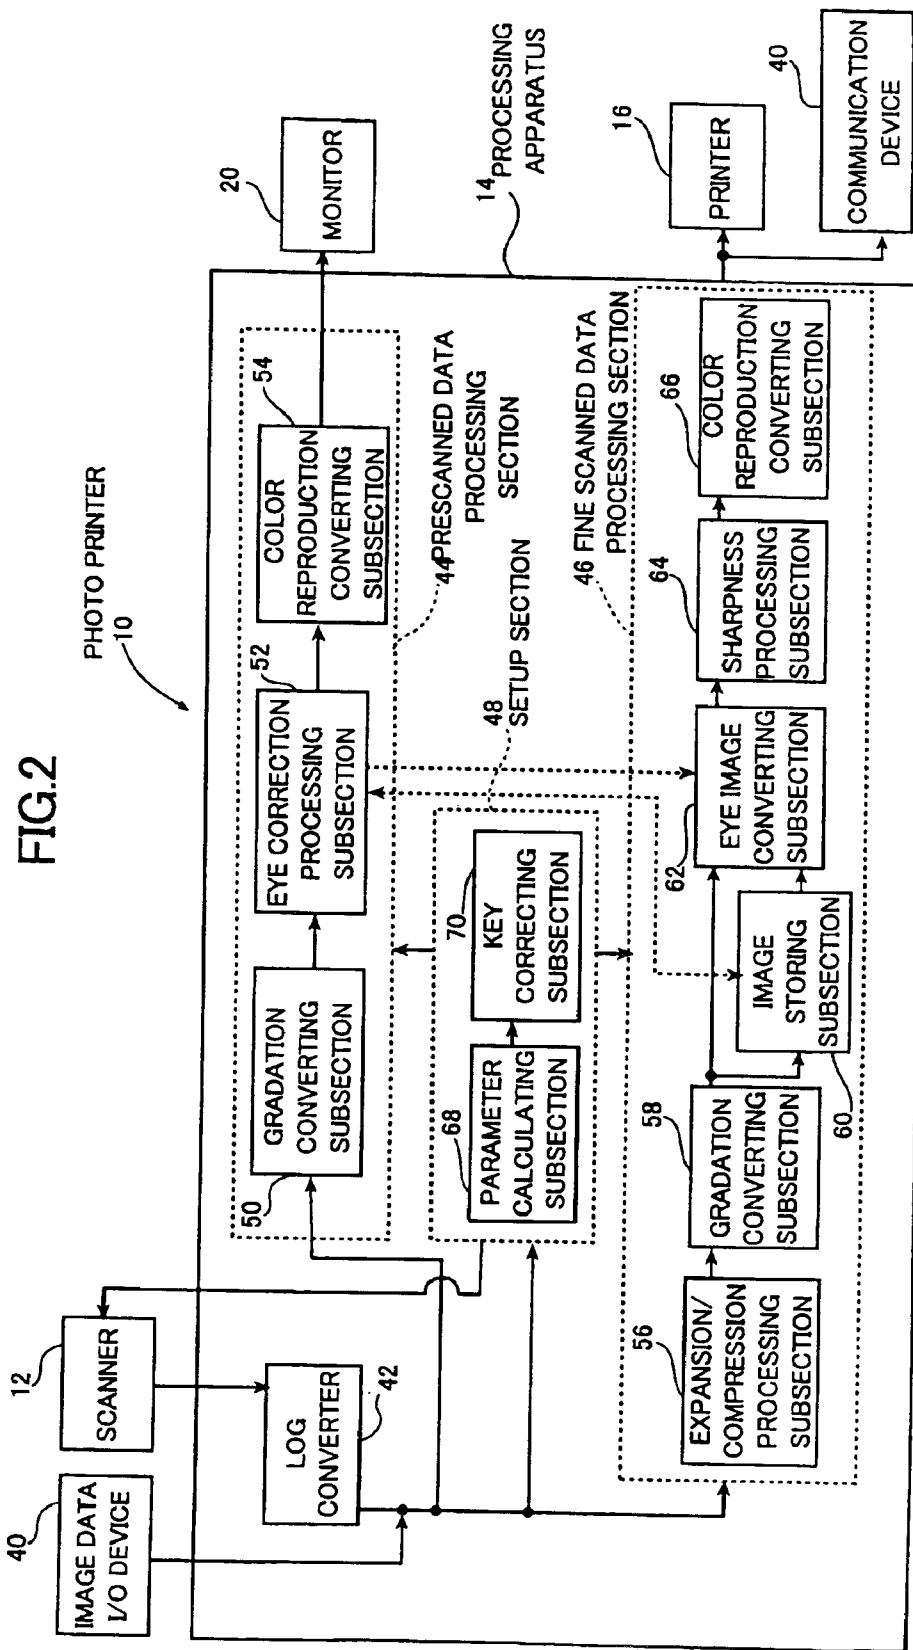 FIG.2
PHOTO PRINTER
10
40
IMAGE DATA
I/O DEVICE
12
SCANNER
LOG
CONVERTER
42
20
MONITOR
14 PROCESSING
APPARATUS
50
GRADATION
CONVERTING
SUBSECTION
52
EYE CORRECTION
PROCESSING
SUBSECTION
54
COLOR
REPRODUCTION
CONVERTING
SUBSECTION
44 PRESCANNED DATA
PROCESSING
SECTION
68
PARAMETER
CALCULATING
SUBSECTION
70
KEY
CORRECTING
SUBSECTION
48
SETUP SECTION
46 FINE SCANNED DATA
PROCESSING SECTION
56
EXPANSION/
COMPRESSION
PROCESSING
SUBSECTION
58
GRADATION
CONVERTING
SUBSECTION
IMAGE
STORING
SUBSECTION
60
62
EYE IMAGE
CONVERTING
SUBSECTION
64
SHARPNESS
PROCESSING
SUBSECTION
66
COLOR
REPRODUCTION
CONVERTING
SUBSECTION
16
PRINTER
40
COMMUNICATION
DEVICE